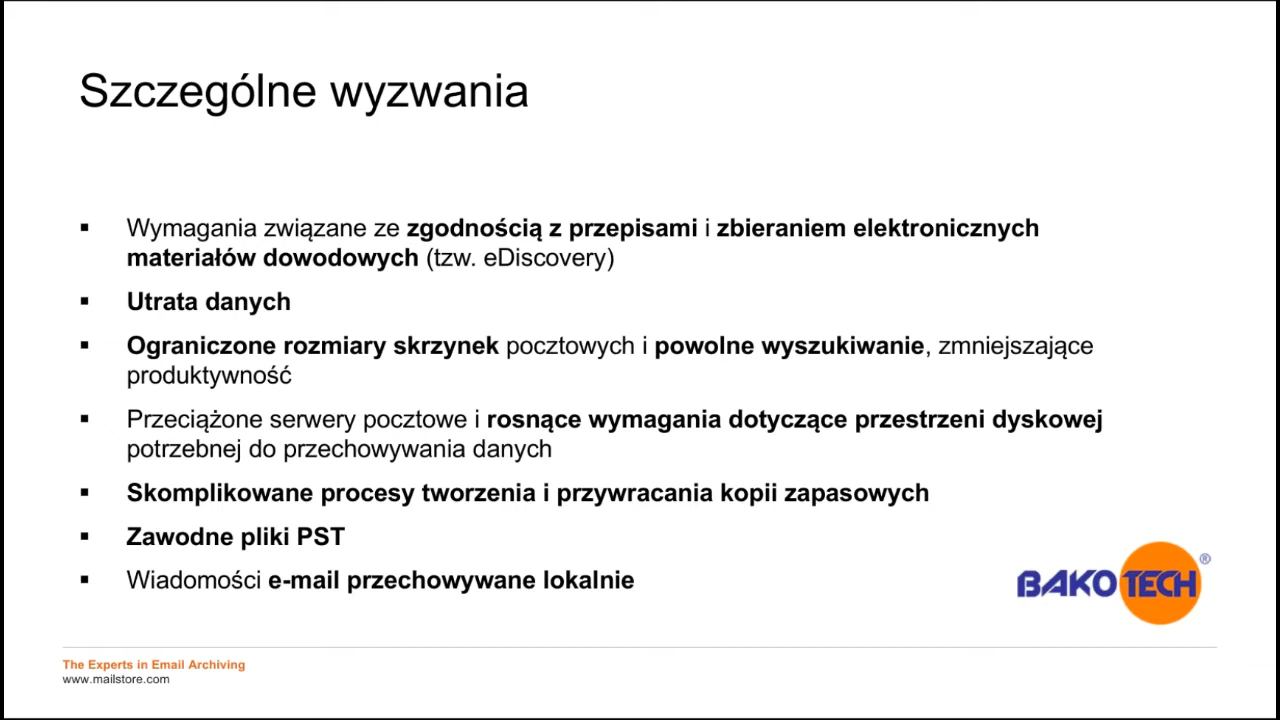 Szczególne wyzwania
▪ Wymagania związane ze zgodnością z przepisami i zbieraniem elektronicznych
materiałów dowodowych (tzw. eDiscovery)
▪ Utrata danych
▪ Ograniczone rozmiary skrzynek pocztowych i powolne wyszukiwanie, zmniejszające
produktywność
▪ Przeciążone serwery pocztowe i rosnące wymagania dotyczące przestrzeni dyskowej
potrzebnej do przechowywania danych
▪ Skomplikowane procesy tworzenia i przywracania kopii zapasowych
▪ Zawodne pliki PST
▪ Wiadomości e-mail przechowywane lokalnie
BAKOTECH®
The Experts in Email Archiving
www.mailstore.com